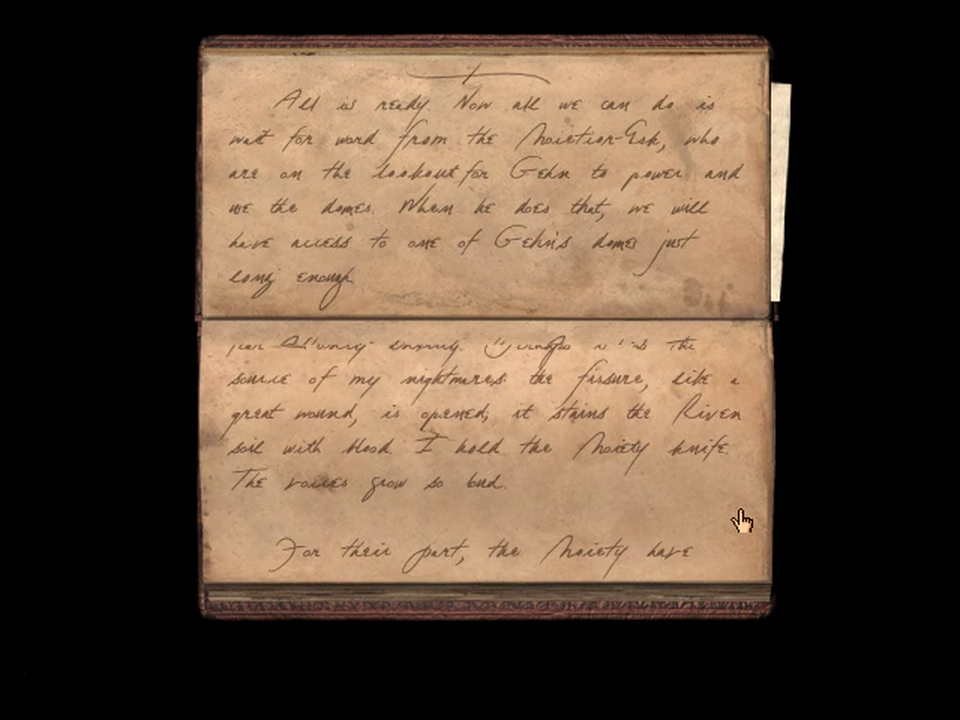 All is ready. Now all we can do is
wait for word from the Moietior-Esk, who
are on the lookout for Gehn to power and
use the domes. When he does that, we will
have access to one of Gehn's domes just
long enough
the
source of my nightmares: the fissure, like a
great wound, is opened; it stains the Riven
soil with blood. I hold the Moiety knife.
The voices grow so loud.
For their part, the Moiety have